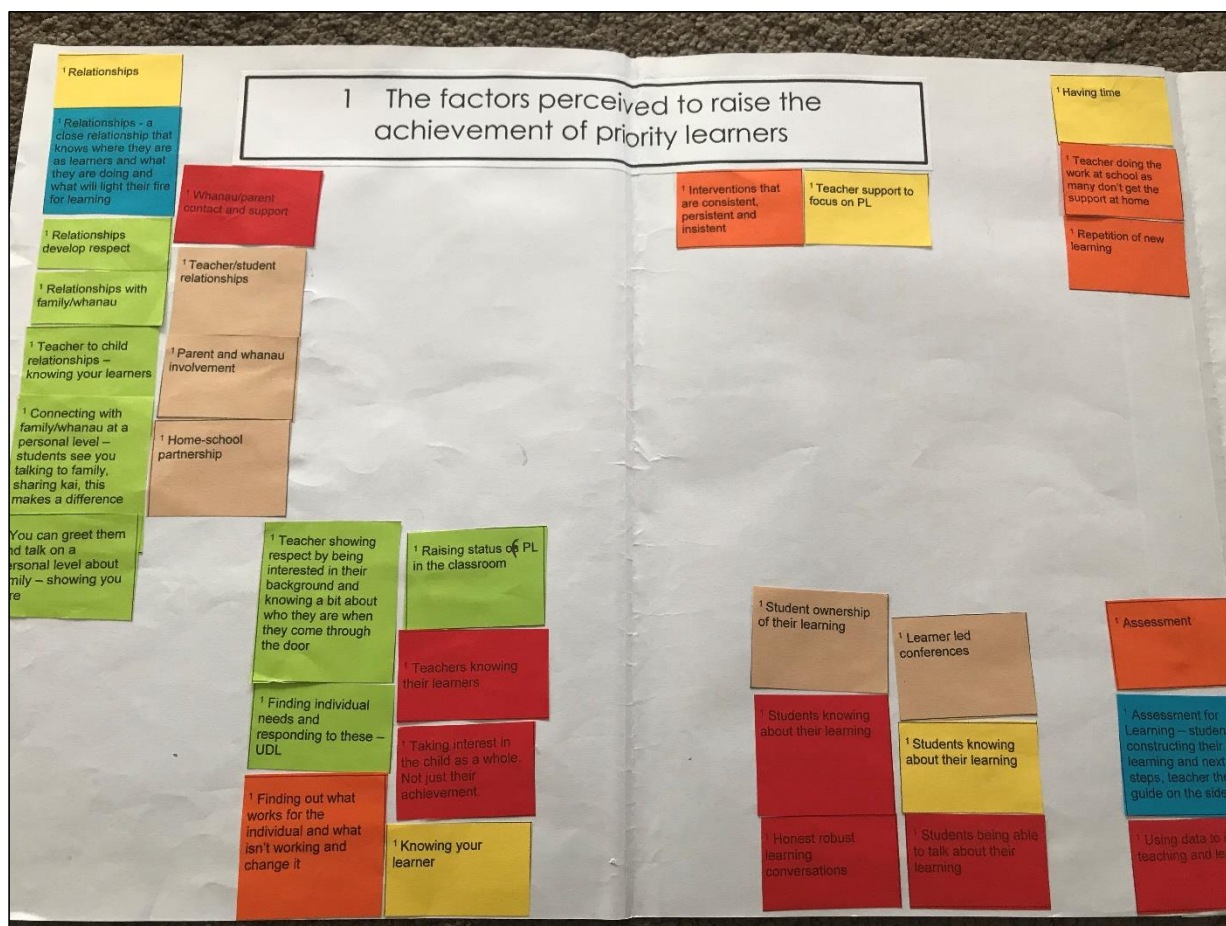 1 The factors perceived to raise the
achievement of priority learners
1 Relationships
1 Relationships - a
close relationship that
knows where they are
as learners and what
they are doing and
what will light their fire
for learning
1 Relationships
develop respect
1 Relationships with
family/whanau
1 Teacher to child
relationships –
knowing your learners
1 Connecting with
family/whanau at a
personal level –
students see you
talking to family,
sharing kai, this
makes a difference
You can greet them
talk on a
level about
– showing you
1 Whanau/parent
contact and support
1 Teacher/student
relationships
1 Parent and whanau
involvement
1 Home-school
partnership
1 Teacher showing
respect by being
interested in their
background and
knowing a bit about
who they are when
they come through
the door
1 Finding individual
needs and
responding to these –
UDL
1 Finding out what
works for the
individual and what
isn't working and
change it
1 Raising status of PL
in the classroom
1 Teachers knowing
their learners
1 Taking interest in
the child as a whole.
Not just their
achievement.
1 Knowing your
learner
1 Interventions that
are consistent,
persistent and
insistent
1 Teacher support to
focus on PL
1 Having time
1 Teacher doing the
work at school as
many don't get the
support at home
1 Repetition of new
learning
1 Student ownership
of their learning
1 Students knowing
about their learning
1 Honest robust
learning
conversations
1 Learner led
conferences
1 Students knowing
about their learning
1 Students being able
to talk about their
learning
1 Assessment
1 Assessment for
Learning –
constructing their
learning and next
steps, teacher
guide on the side
1 Using data to
teaching and